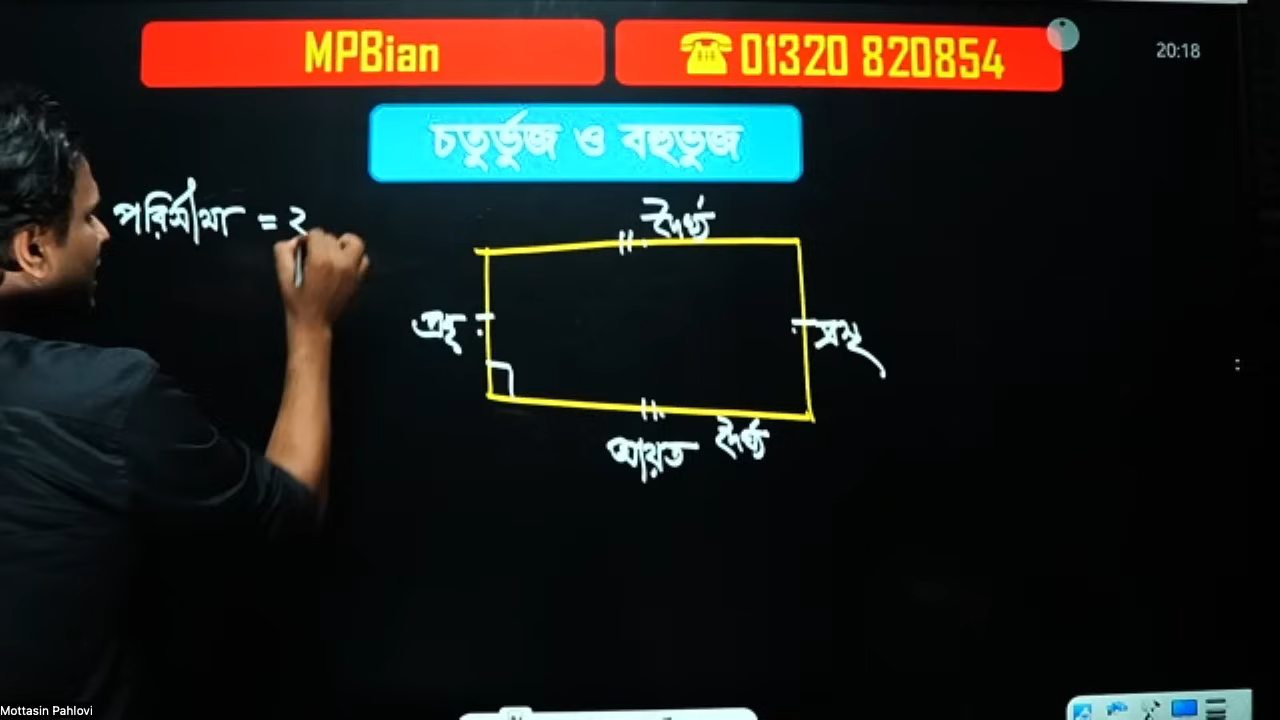 MPBian
☎ 01320 820854
20:18
চতুর্ভুজ ও বহুভুজ
পরিসীমা = ২
দৈর্ঘ্য
প্রস্থ
প্রস্থ
আয়ত দৈর্ঘ্য
Mottasin Pahlovi